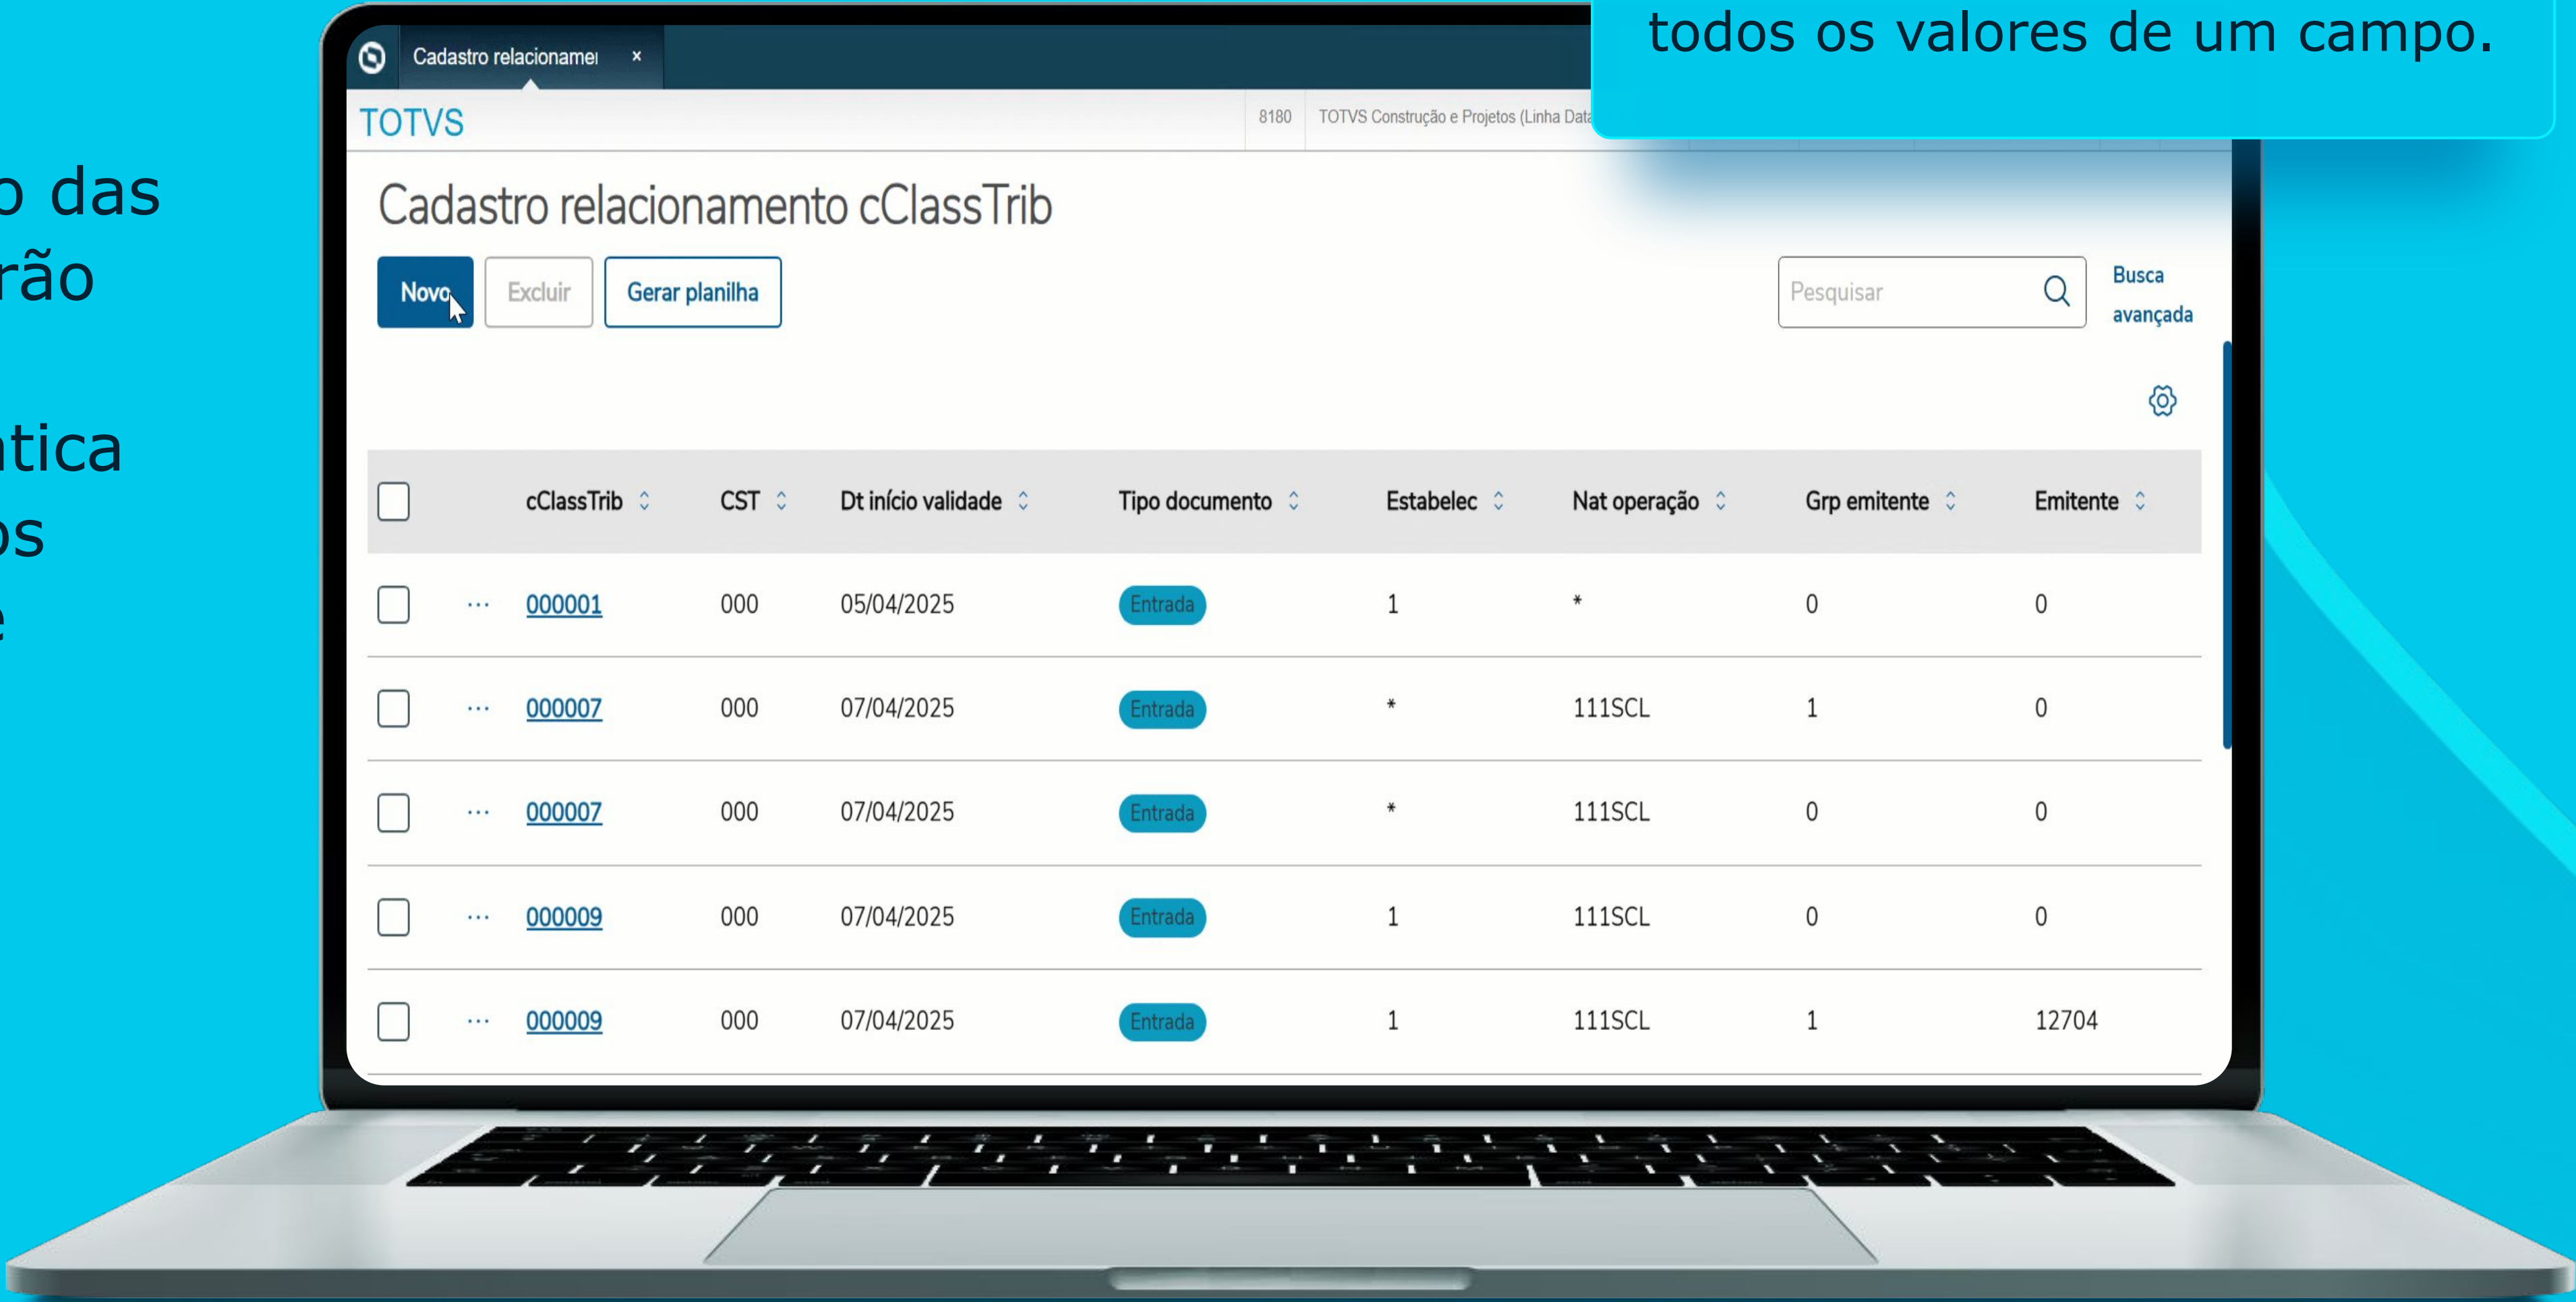 todos os valores de um campo.
das
Cadastro relacionamer ×
TOTVS
8180 TOTVS Construção e Projetos (Linha Data
Cadastro relacionamento cClassTrib
Novo Excluir Gerar planilha
Pesquisar
Busca
avançada
cClassTrib CST Dt início validade Tipo documento Estabelec Nat operação Grp emitente Emitente
000001 000 05/04/2025 Entrada 1 * 0 0
000007 000 07/04/2025 Entrada * 111SCL 1 0
000007 000 07/04/2025 Entrada * 111SCL 0 0
000009 000 07/04/2025 Entrada 1 111SCL 0 0
000009 000 07/04/2025 Entrada 1 111SCL 1 12704